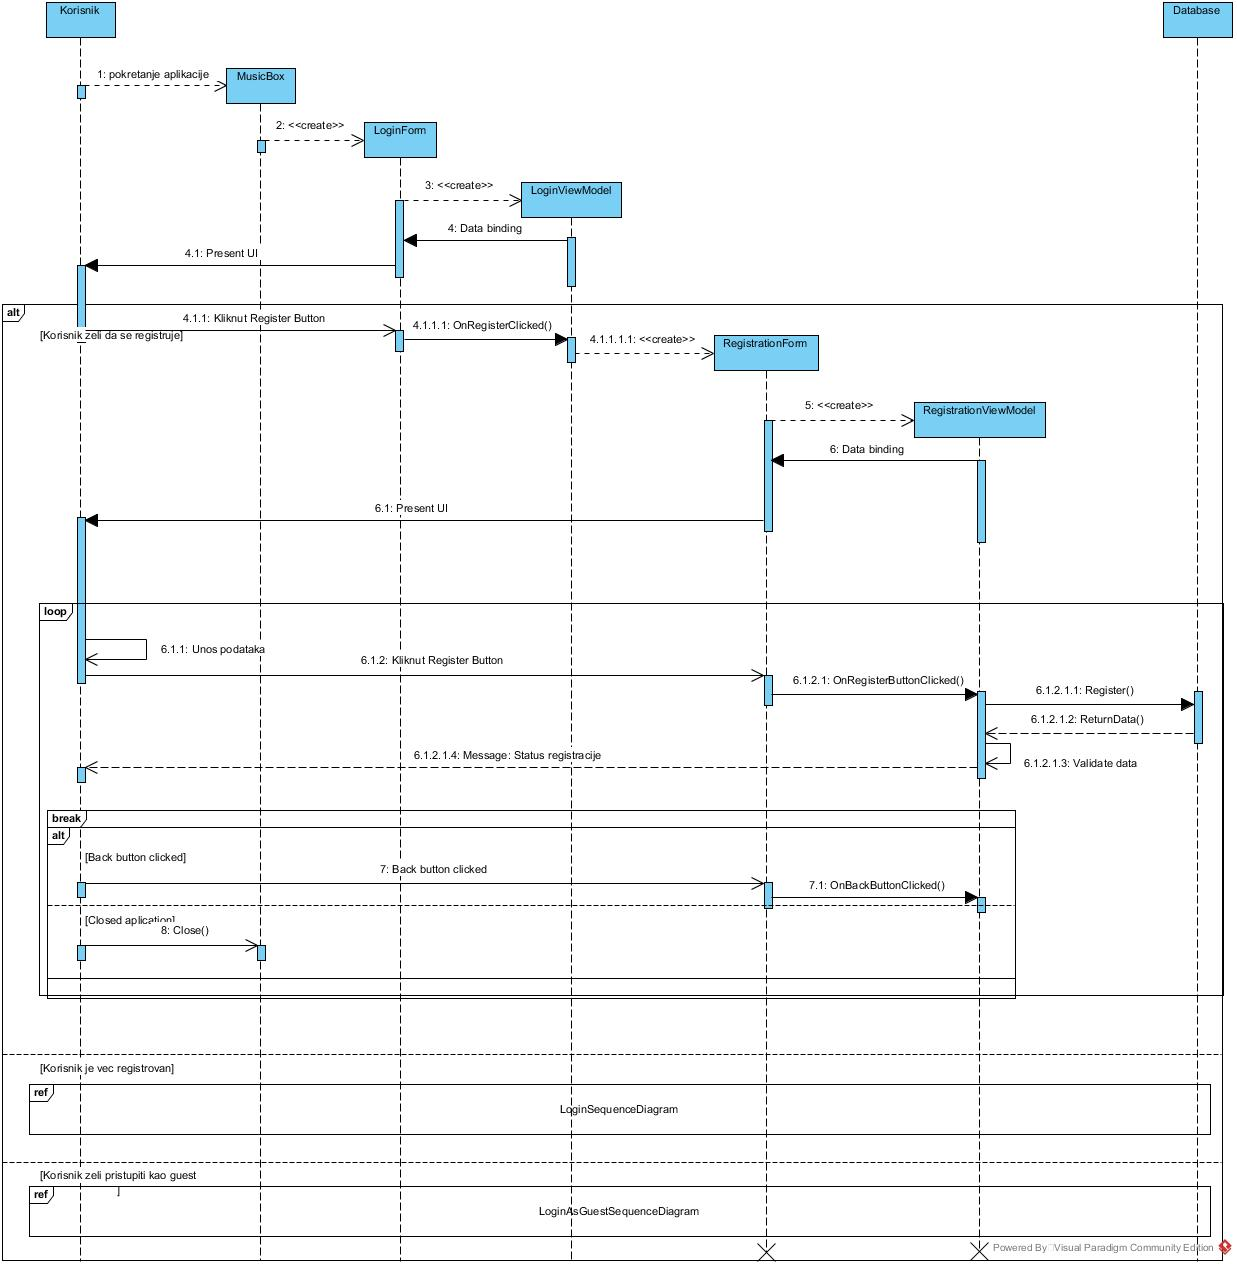 Korisnik
Database
1: pokretanje aplikacije
MusicBox
2: <<create>>
LoginForm
3: <<create>>
LoginViewModel
4: Data binding
4.1: Present UI
alt
4.1.1: Kliknut Register Button
[Korisnik zeli da se registruje]
4.1.1.1: OnRegisterClicked()
4.1.1.1.1: <<create>>
RegistrationForm
5: <<create>>
RegistrationViewModel
6: Data binding
6.1: Present UI
loop
6.1.1: Unos podataka
6.1.2: Kliknut Register Button
6.1.2.1: OnRegisterButtonClicked()
6.1.2.1.1: Register()
6.1.2.1.2: ReturnData()
6.1.2.1.4: Message: Status registracije
6.1.2.1.3: Validate data
break
alt
[Back button clicked]
7: Back button clicked
7.1: OnBackButtonClicked()
[Closed aplication]
8: Close()
[Korisnik je vec registrovan]
ref
LoginSequenceDiagram
[Korisnik zeli pristupiti kao guest
]
ref
LoginAsGuestSequenceDiagram
Powered By Visual Paradigm Community Edition